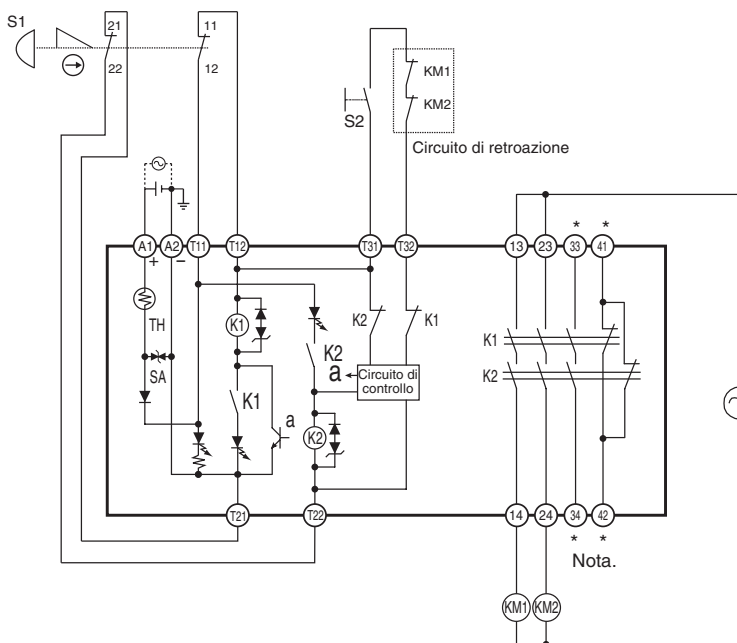 S1
21
22
11
12
S2
KM1
KM2
Circuito di retroazione
A1
A2
T11
T12
T31
T32
13
23
33
41
*
*
+
−
TH
SA
K1
K1
a
K2
K2
K2
K1
a
Circuito di
controllo
K1
K2
T21
T22
14
24
34
42
*
*
Nota.
KM1
KM2